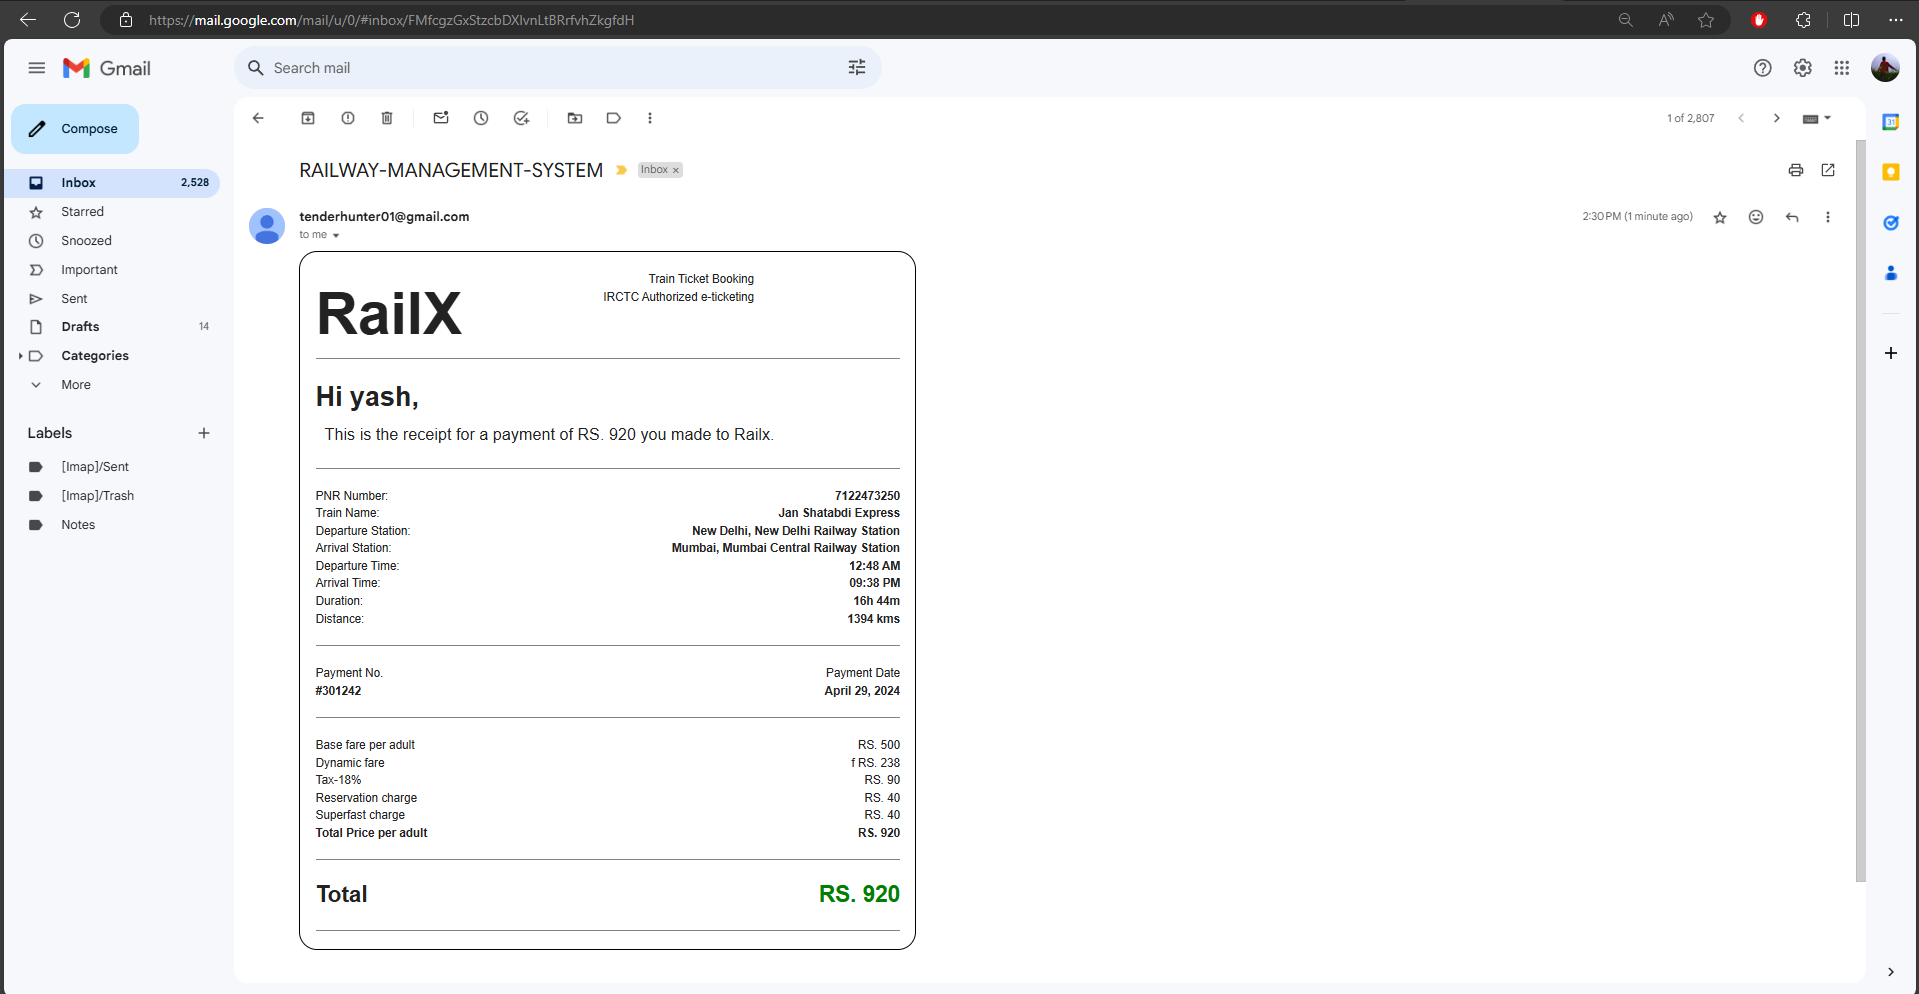 https://mail.google.com/mail/u/0/#inbox/FMfcgzGxStzcbDXlvnLtBRrfvhZkgfdH
Gmail
Search mail
Compose
Inbox 2,528
Starred
Snoozed
Important
Sent
Drafts 14
Categories
More
Labels
[Imap]/Sent
[Imap]/Trash
Notes
1 of 2,807
RAILWAY-MANAGEMENT-SYSTEM Inbox x
tenderhunter01@gmail.com 2:30 PM (1 minute ago)
to me
Train Ticket Booking
IRCTC Authorized e-ticketing
RailX
Hi yash,
This is the receipt for a payment of RS. 920 you made to Railx.
PNR Number: 7122473250
Train Name: Jan Shatabdi Express
Departure Station: New Delhi, New Delhi Railway Station
Arrival Station: Mumbai, Mumbai Central Railway Station
Departure Time: 12:48 AM
Arrival Time: 09:38 PM
Duration: 16h 44m
Distance: 1394 kms
Payment No. Payment Date
#301242 April 29, 2024
Base fare per adult RS. 500
Dynamic fare f RS. 238
Tax-18% RS. 90
Reservation charge RS. 40
Superfast charge RS. 40
Total Price per adult RS. 920
Total RS. 920
31